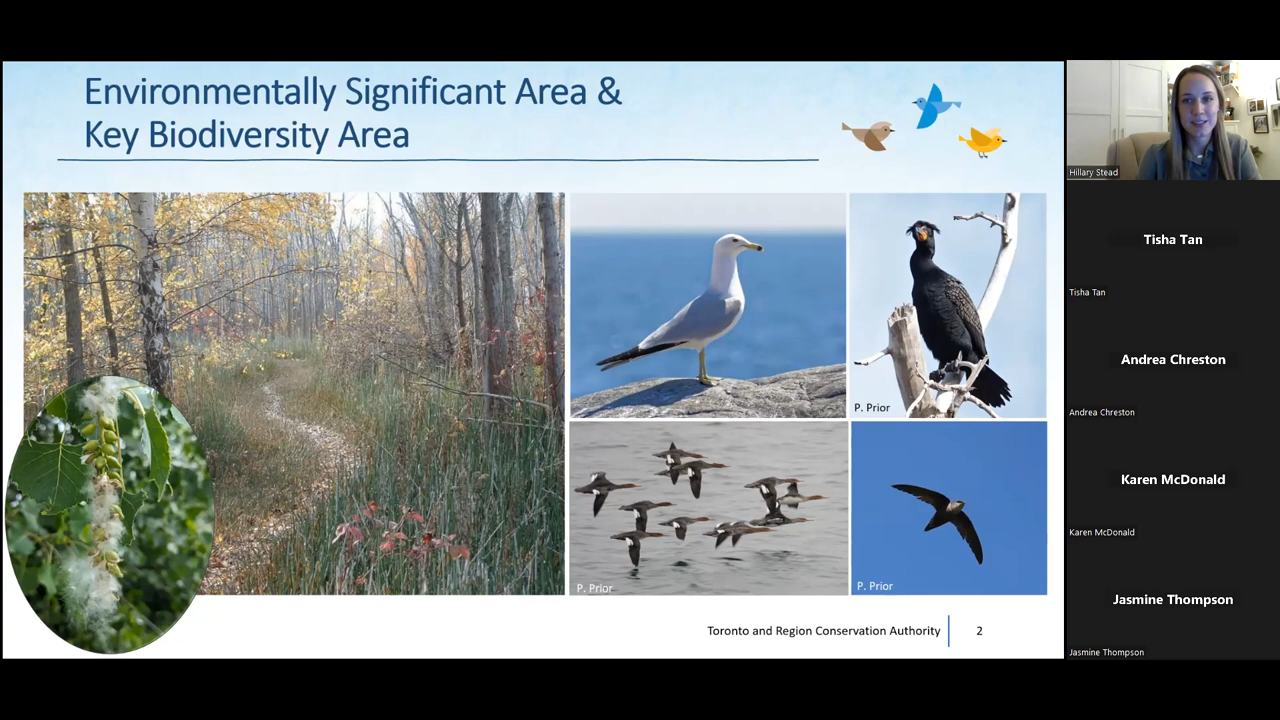 Environmentally Significant Area &
Key Biodiversity Area
P. Prior
P. Prior
P. Prior
Toronto and Region Conservation Authority
2
Hillary Stead
Tisha Tan
Tisha Tan
Andrea Chreston
Andrea Chreston
Karen McDonald
Karen McDonald
Jasmine Thompson
Jasmine Thompson